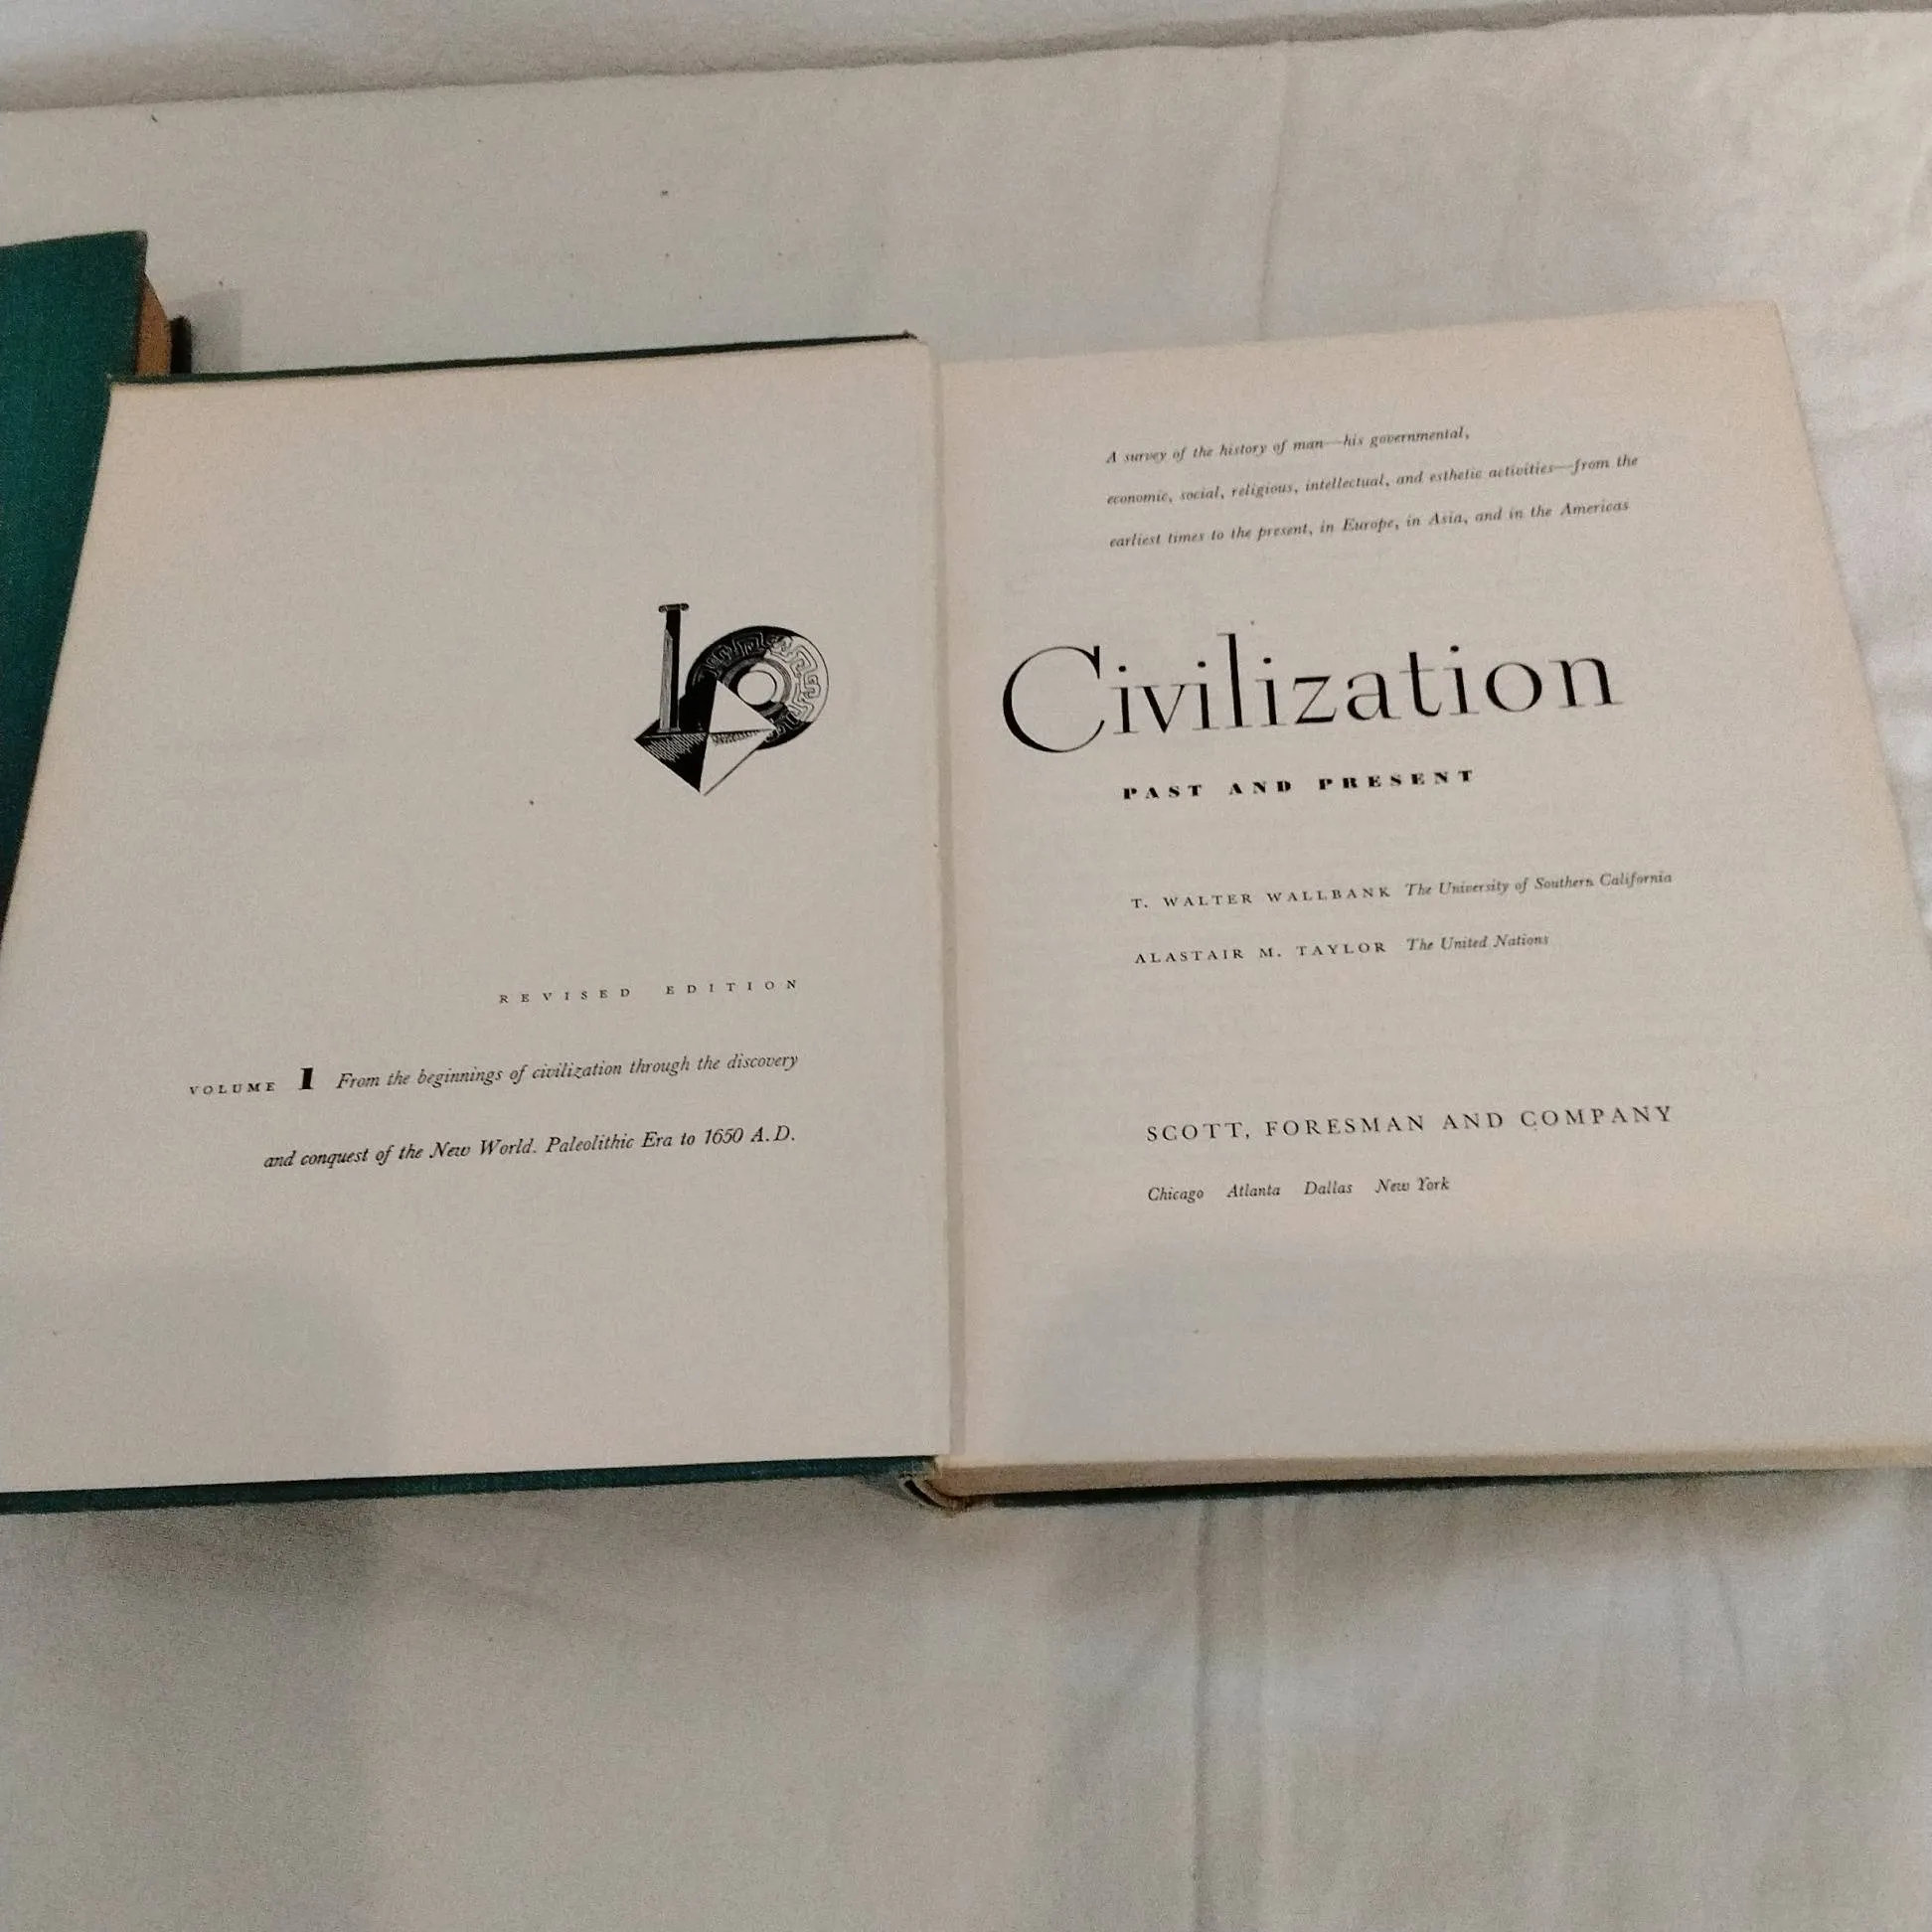 REVISED EDITION
VOLUME 1 From the beginnings of civilization through the discovery
and conquest of the New World. Paleolithic Era to 1650 A.D.
A survey of the history of man—his governmental,
economic, social, religious, intellectual, and esthetic activities—from the
earliest times to the present, in Europe, in Asia, and in the Americas
Civilization
PAST AND PRESENT
T. WALTER WALLBANK The University of Southern California
ALASTAIR M. TAYLOR The United Nations
SCOTT, FORESMAN AND COMPANY
Chicago Atlanta Dallas New York